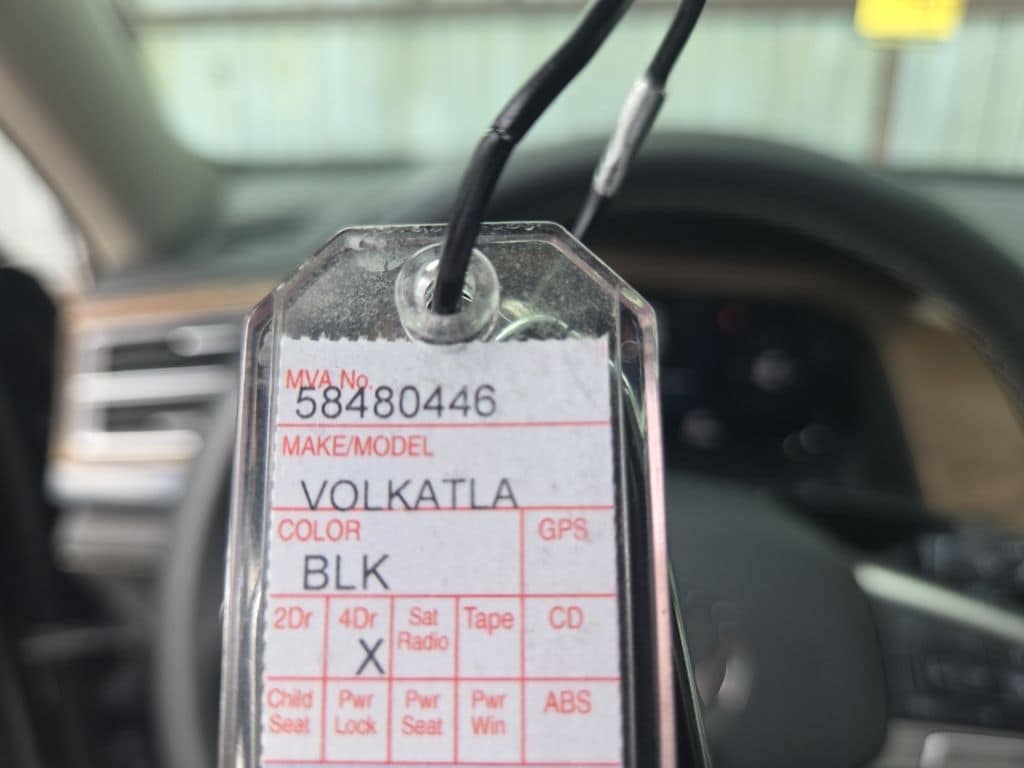 MVA No.
58480446
MAKE/MODEL
VOLKATLA
COLOR
GPS
BLK
2Dr
4Dr
Sat
Radio
Tape
CD
X
Child
Seat
Pwr
Lock
Pwr
Seat
Pwr
Win
ABS